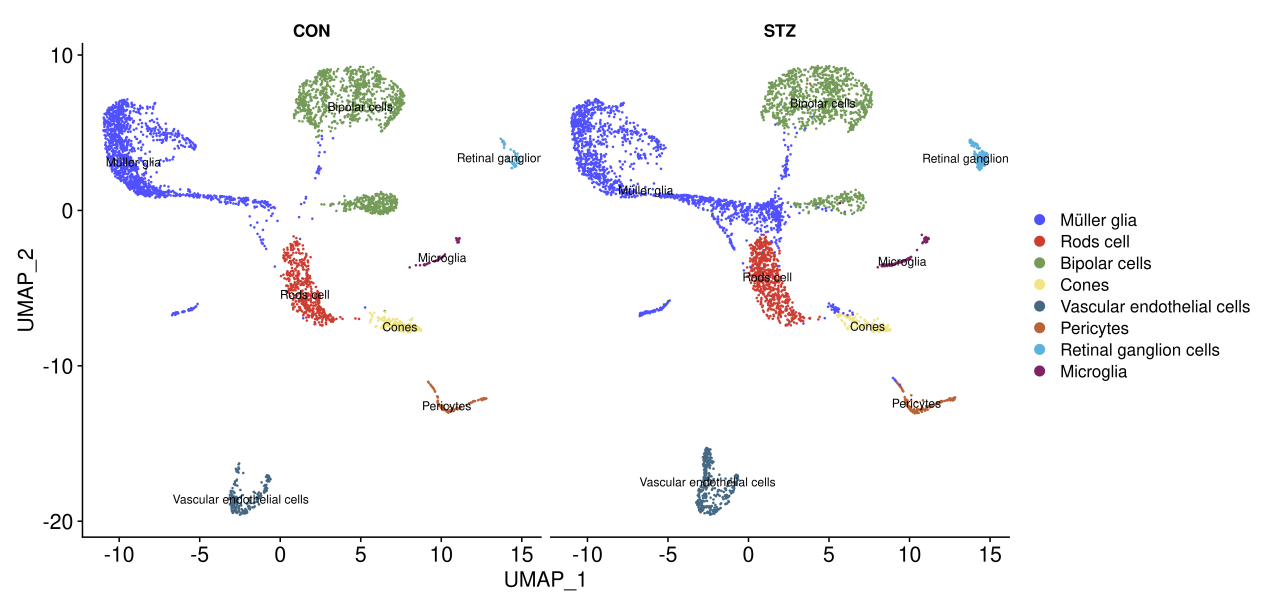 CON
STZ
10
0
-10
-20
UMAP_2
Bipolar cells
Müller glia
Retinal ganglior
Microglia
Rods cell
Cones
Pericytes
Vascular endothelial cells
Bipolar cells
Retinal ganglion
Müller glia
Microglia
Rods cell
Cones
Pericytes
Vascular endothelial cells
-10 -5 0 5 10 15
-10 -5 0 5 10 15
UMAP_1
Müller glia
Rods cell
Bipolar cells
Cones
Vascular endothelial cells
Pericytes
Retinal ganglion cells
Microglia